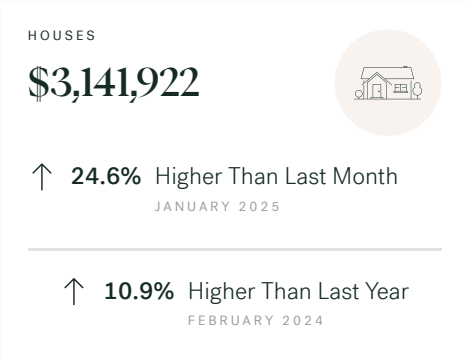 HOUSES
$3,141,922
↑ 24.6% Higher Than Last Month
JANUARY 2025
↑ 10.9% Higher Than Last Year
FEBRUARY 2024